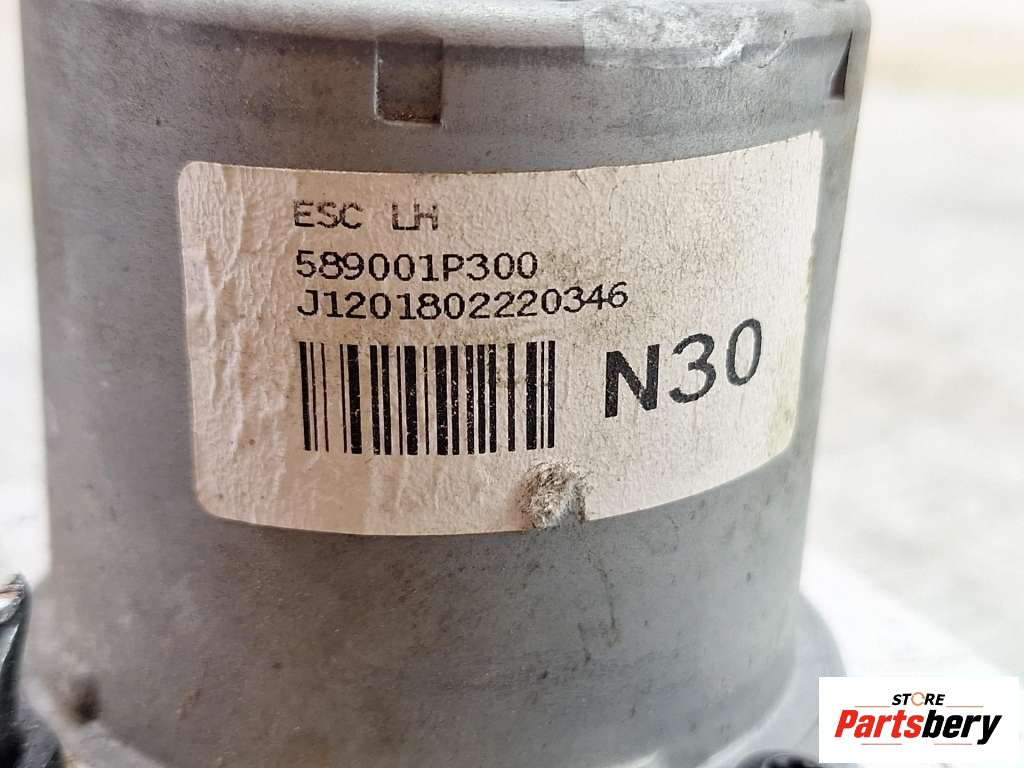 ESC LH
589001P300
J1201802220346
N30
STORE
Partsbery